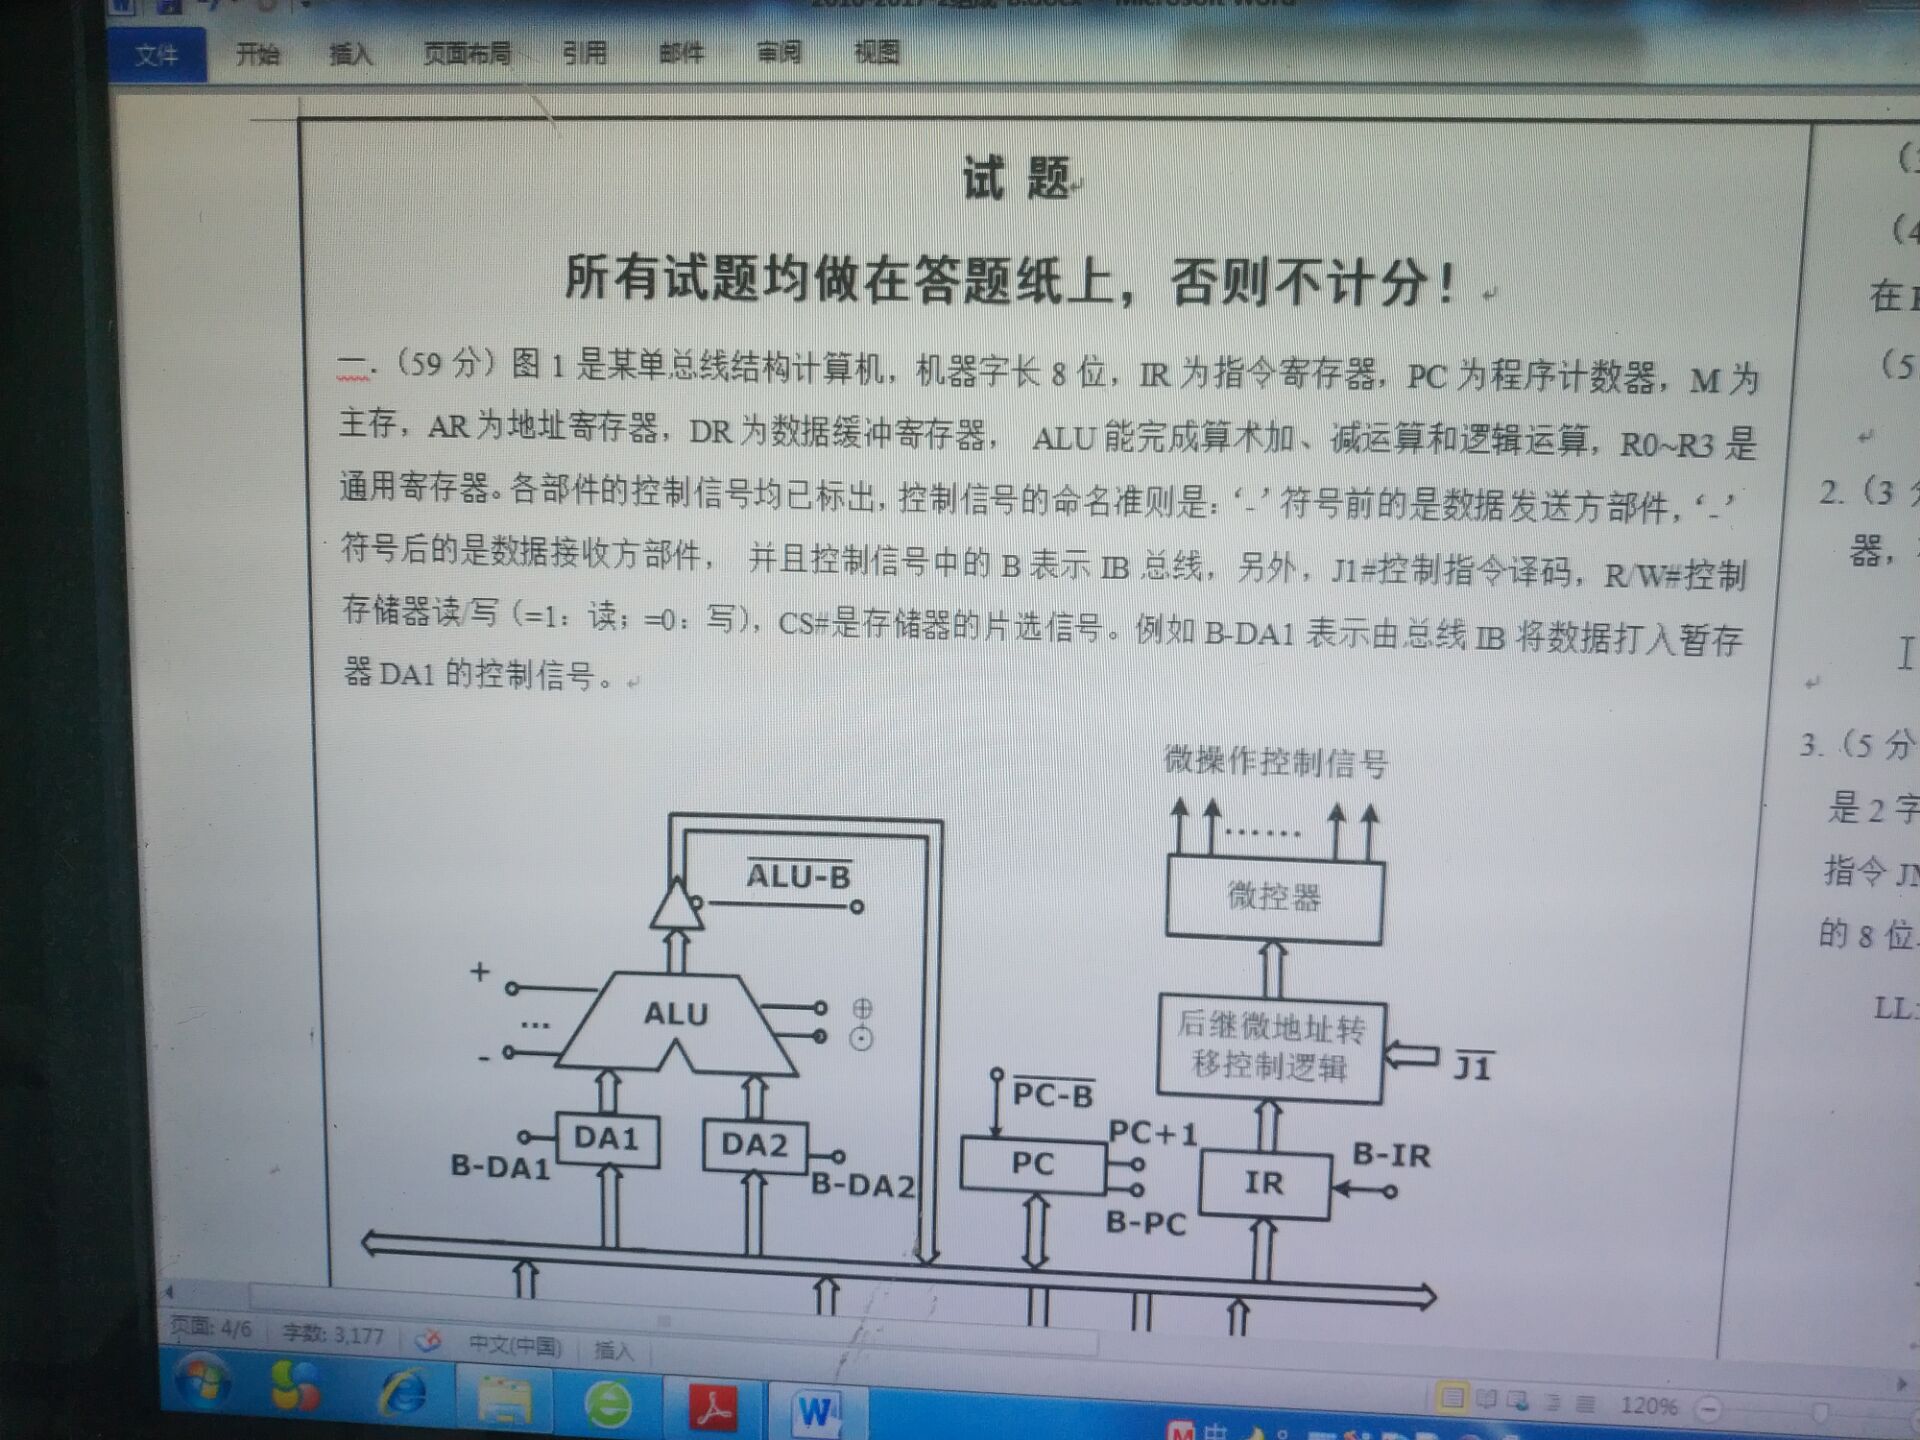 文件 开始 插入 页面布局 引用 邮件 审阅 视图
试 题
所有试题均做在答题纸上，否则不计分！
一.（59 分）图 1 是某单总线结构计算机，机器字长 8 位，IR 为指令寄存器，PC 为程序计数器，M 为
主存，AR 为地址寄存器，DR 为数据缓冲寄存器， ALU 能完成算术加、减运算和逻辑运算，R0~R3 是
通用寄存器。各部件的控制信号均已标出，控制信号的命名准则是：‘-’符号前的是数据发送方部件，‘-’
符号后的是数据接收方部件， 并且控制信号中的 B 表示 IB 总线，另外，J1#控制指令译码，R/W#控制
存储器读/写（=1：读；=0：写），CS#是存储器的片选信号。例如 B-DA1 表示由总线 IB 将数据打入暂存
器 DA1 的控制信号。
微操作控制信号
……
ALU-B
微控器
+
ALU
⊕
…
⊙
-
后继微地址转
移控制逻辑
J1
PC-B
PC+1
DA1
DA2
PC
B-IR
IR
B-DA1
B-DA2
B-PC
2.（3
器，
3.（5 分
是 2 字
指令
的 8 位
页面: 4/6 字数: 3,177 中文(中国) 插入
120%